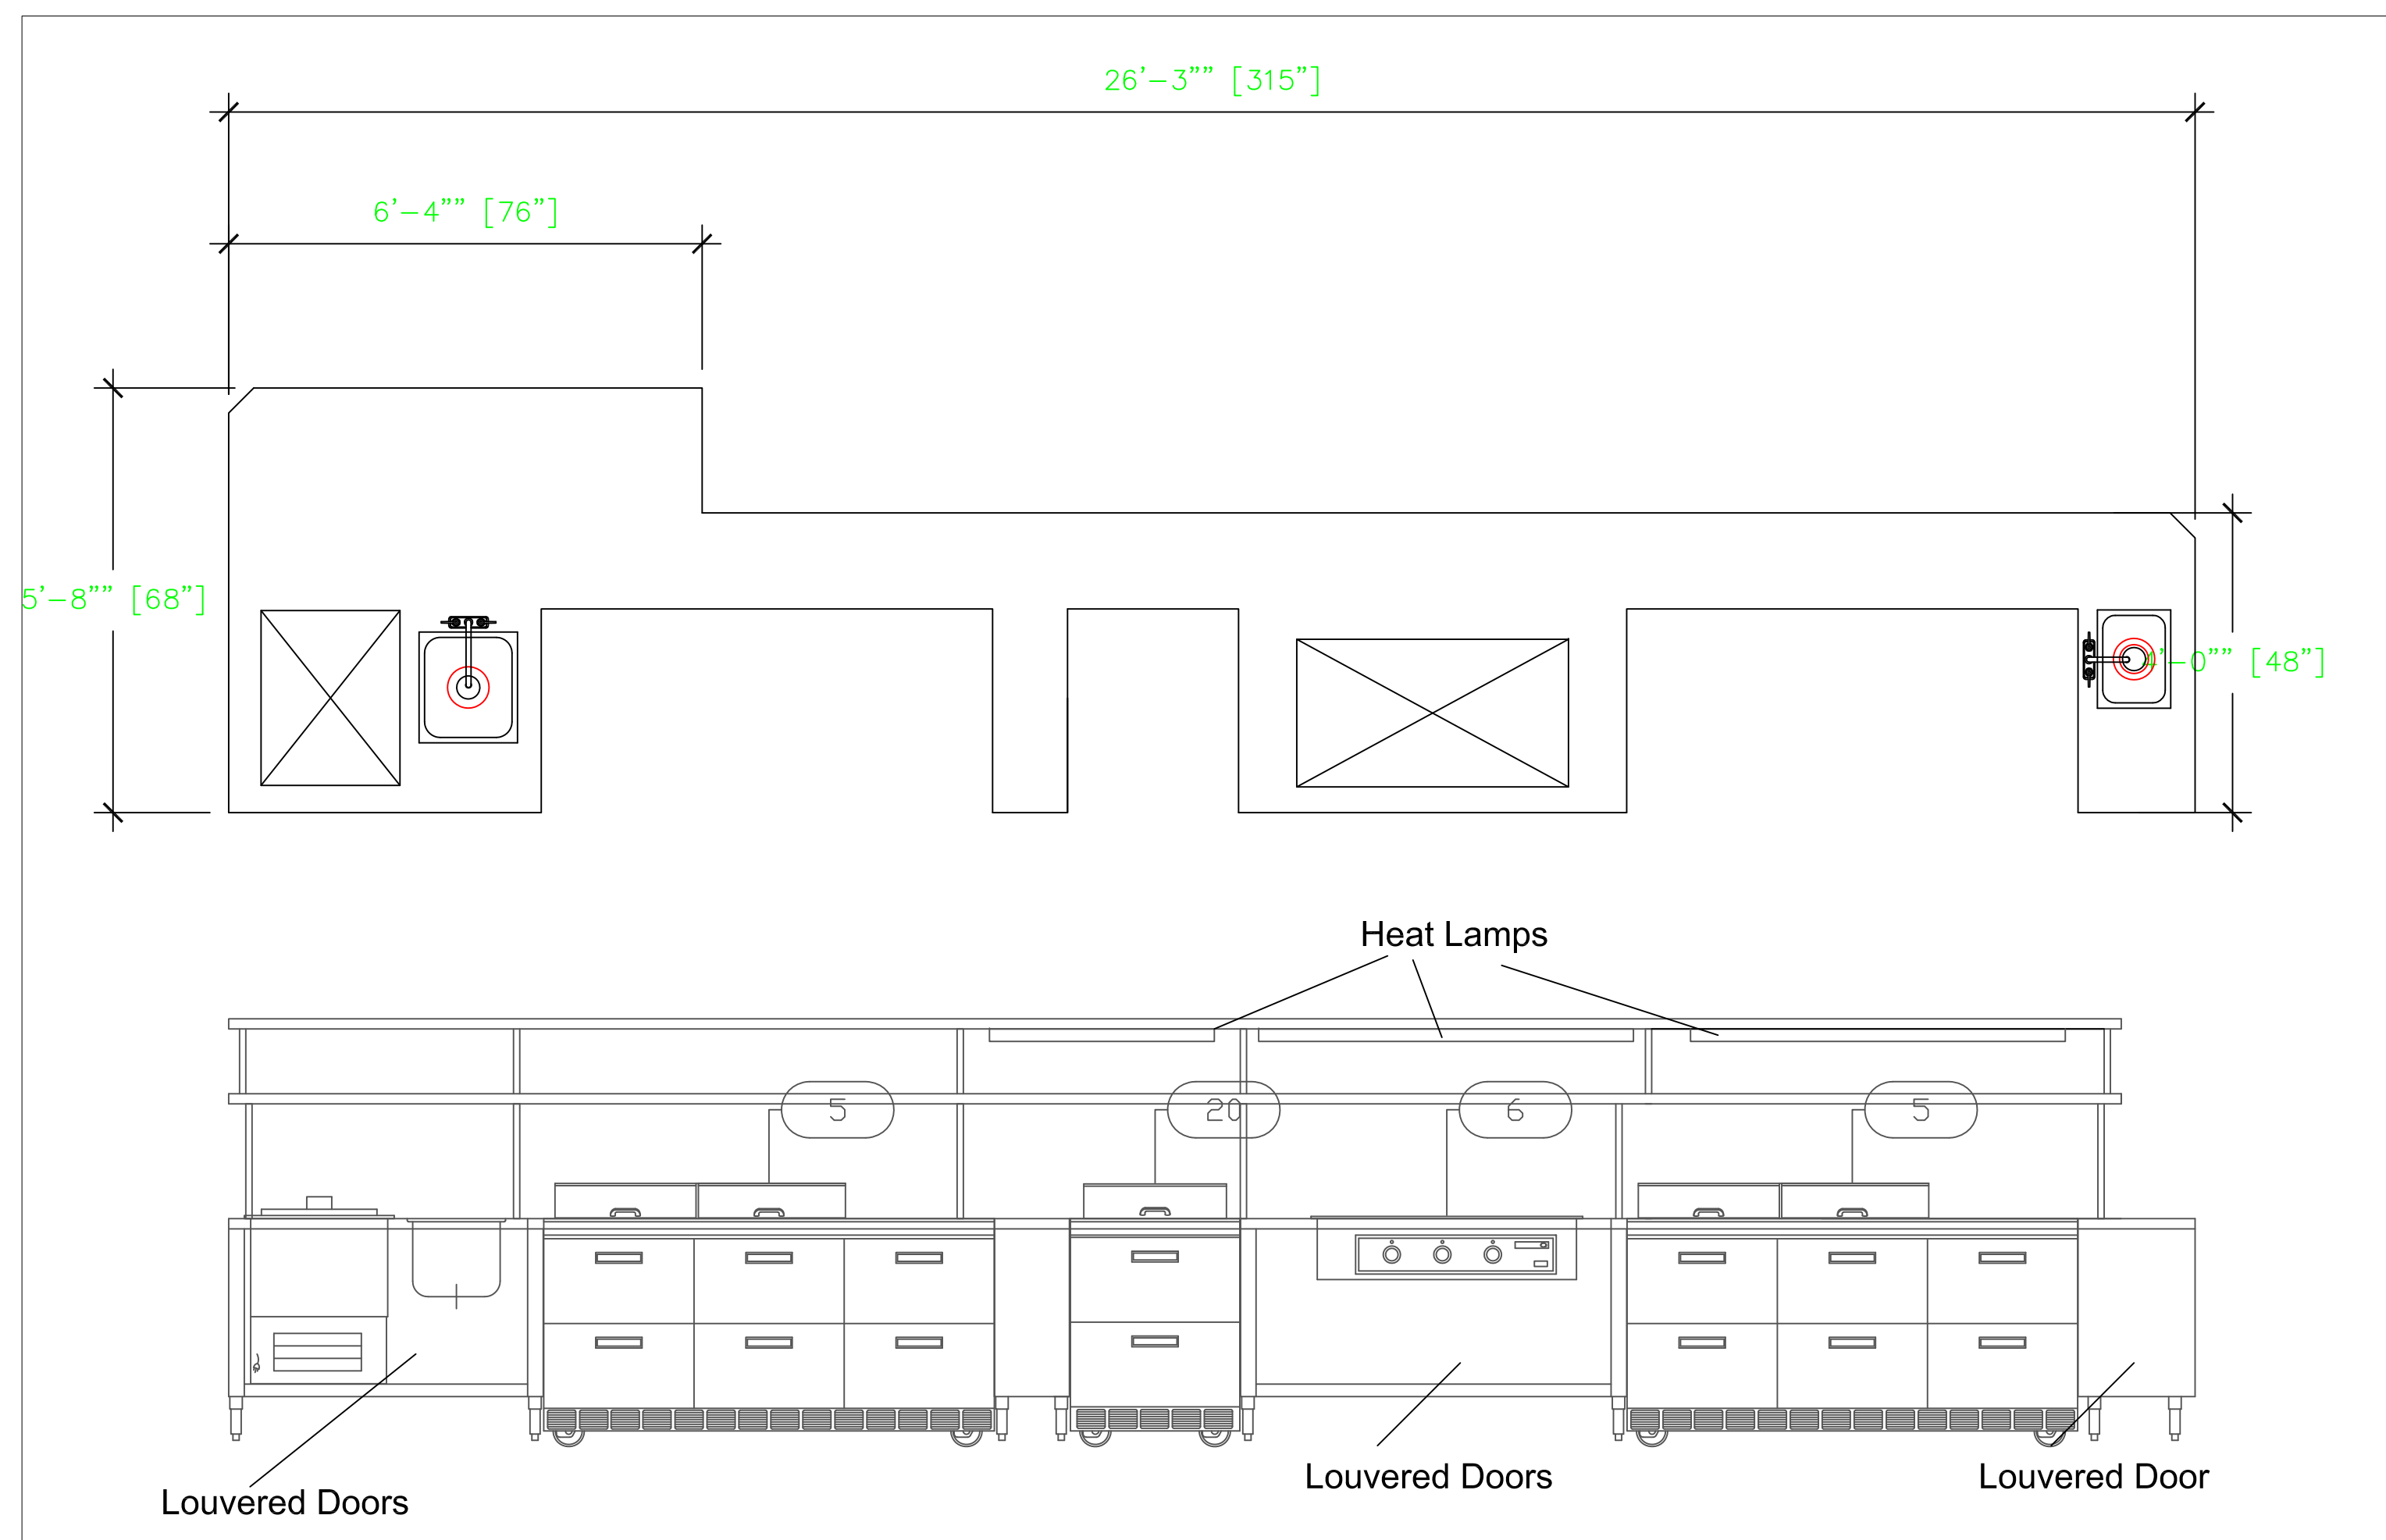 26'-3"" [315"]
6'-4"" [76"]
5'-8"" [68"]
4'-0"" [48"]
Heat Lamps
5
20
6
5
Louvered Doors
Louvered Doors
Louvered Door